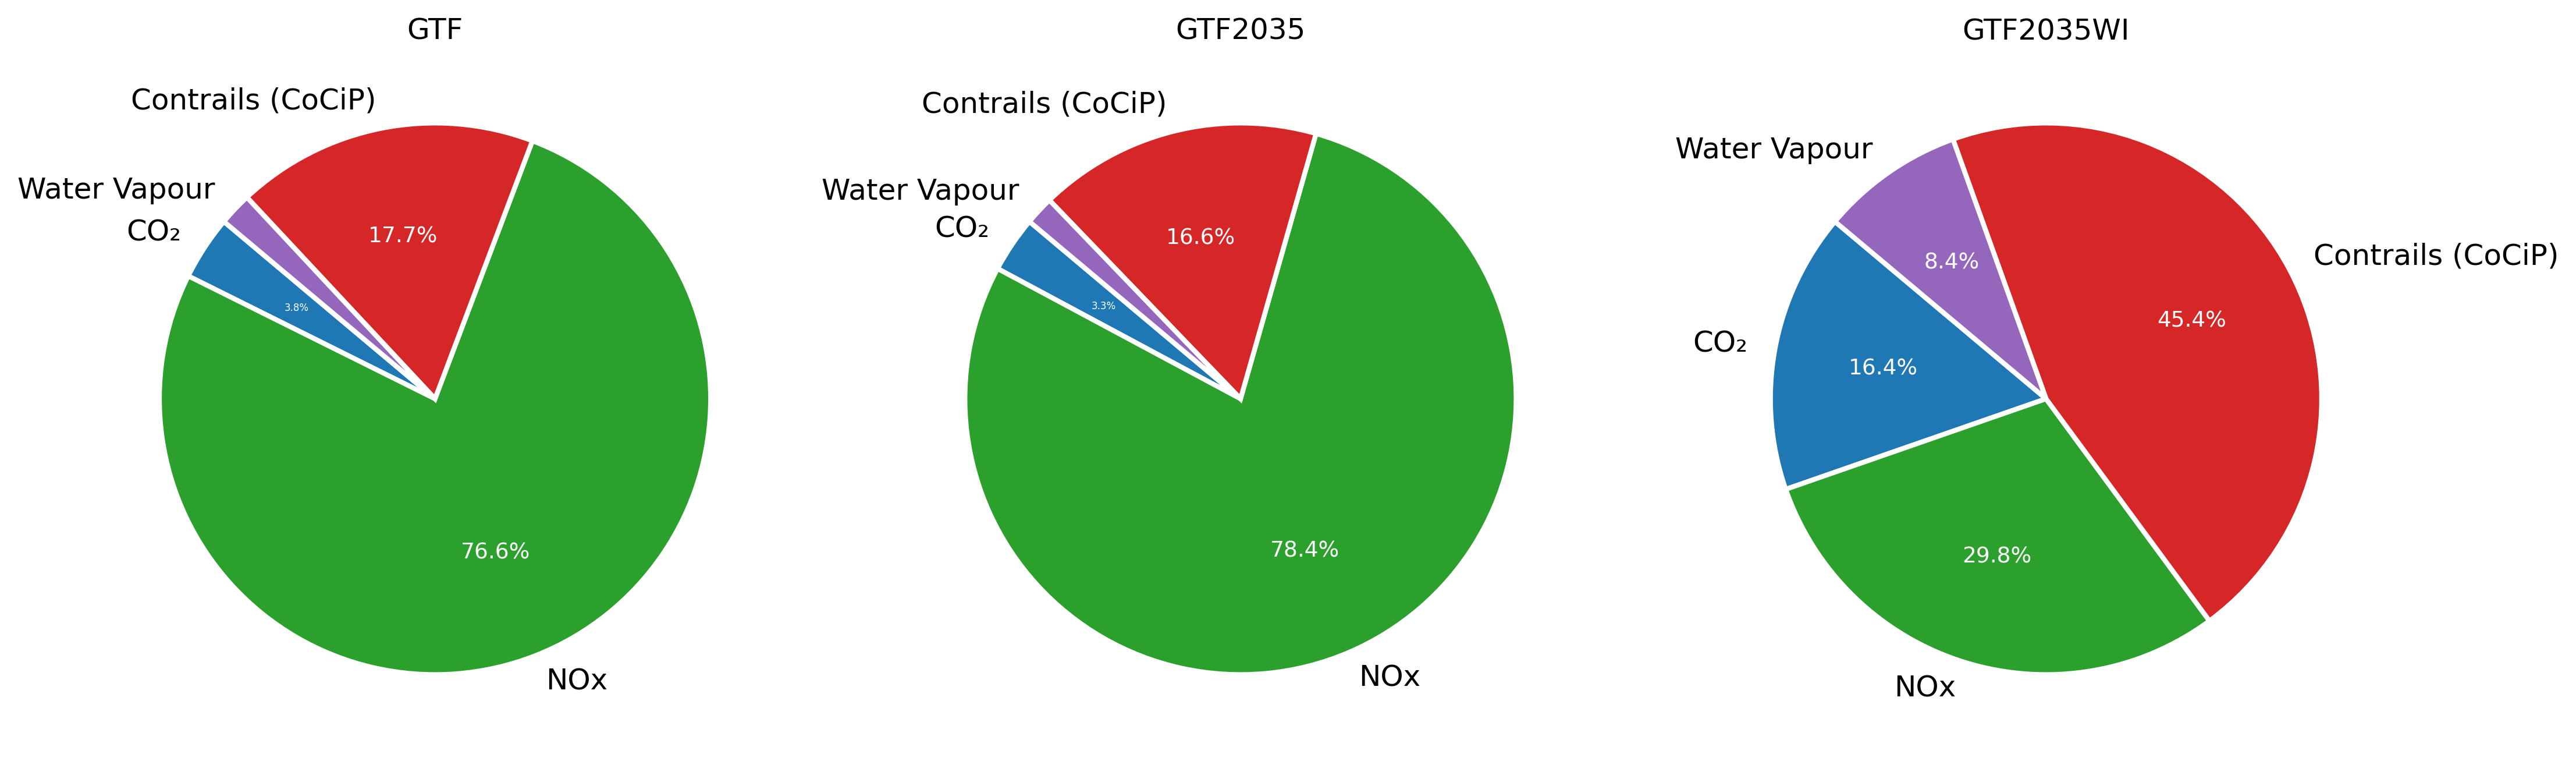 GTF
Contrails (CoCiP)
Water Vapour
CO₂
17.7%
3.8%
76.6%
NOx
GTF2035
Contrails (CoCiP)
Water Vapour
CO₂
16.6%
3.3%
78.4%
NOx
GTF2035WI
Water Vapour
Contrails (CoCiP)
8.4%
45.4%
CO₂
16.4%
29.8%
NOx